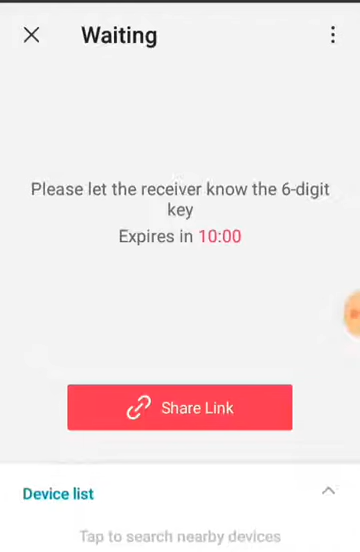 Waiting
Please let the receiver know the 6-digit
key
Expires in 10:00
Share Link
Device list
Tap to search nearby devices